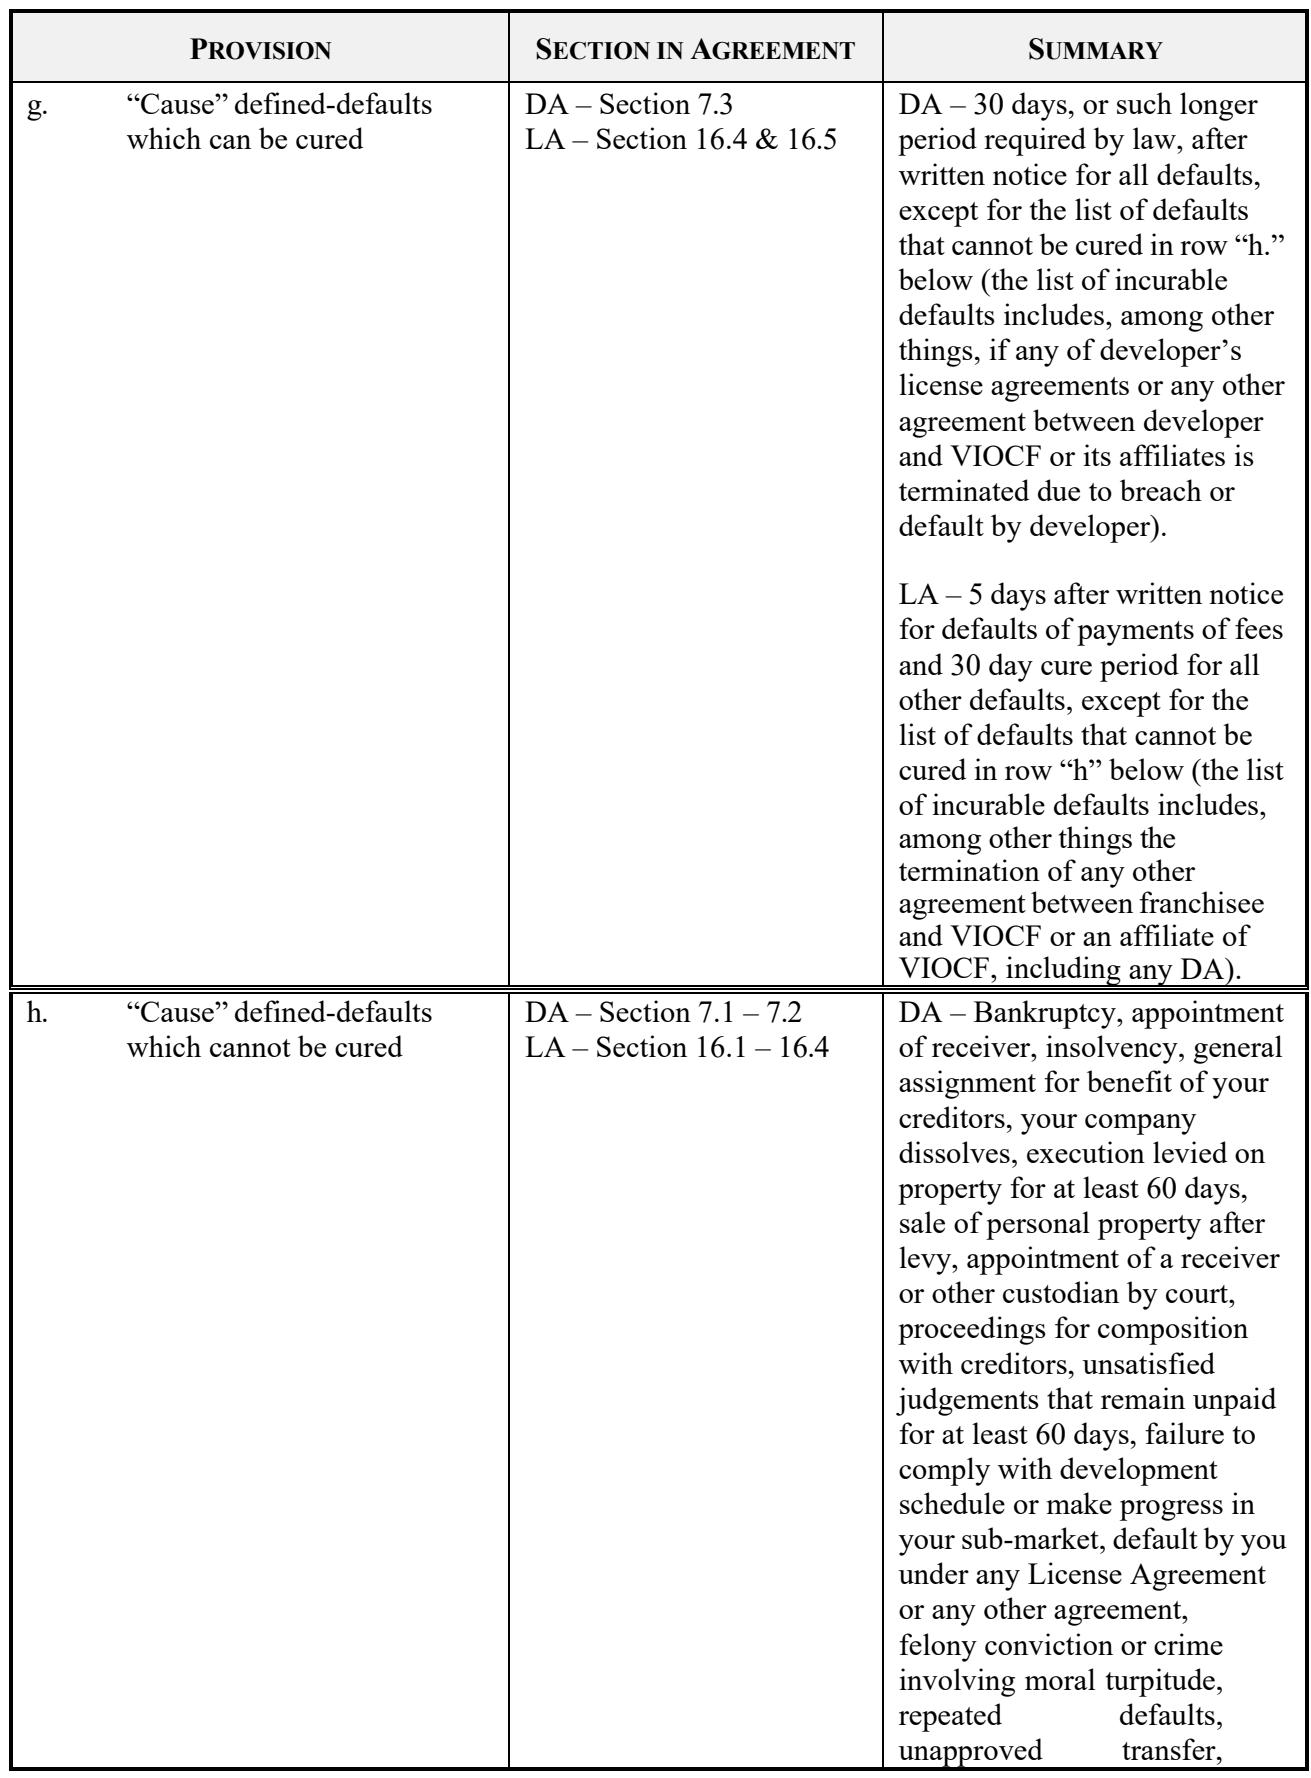 PROVISION
SECTION IN AGREEMENT
SUMMARY
g. “Cause” defined-defaults
which can be cured
DA – Section 7.3
LA – Section 16.4 & 16.5
DA – 30 days, or such longer
period required by law, after
written notice for all defaults,
except for the list of defaults
that cannot be cured in row “h.”
below (the list of incurable
defaults includes, among other
things, if any of developer’s
license agreements or any other
agreement between developer
and VIOCF or its affiliates is
terminated due to breach or
default by developer).
LA – 5 days after written notice
for defaults of payments of fees
and 30 day cure period for all
other defaults, except for the
list of defaults that cannot be
cured in row “h” below (the list
of incurable defaults includes,
among other things the
termination of any other
agreement between franchisee
and VIOCF or an affiliate of
VIOCF, including any DA).
h. “Cause” defined-defaults
which cannot be cured
DA – Section 7.1 – 7.2
LA – Section 16.1 – 16.4
DA – Bankruptcy, appointment
of receiver, insolvency, general
assignment for benefit of your
creditors, your company
dissolves, execution levied on
property for at least 60 days,
sale of personal property after
levy, appointment of a receiver
or other custodian by court,
proceedings for composition
with creditors, unsatisfied
judgements that remain unpaid
for at least 60 days, failure to
comply with development
schedule or make progress in
your sub-market, default by you
under any License Agreement
or any other agreement,
felony conviction or crime
involving moral turpitude,
repeated defaults,
unapproved transfer,